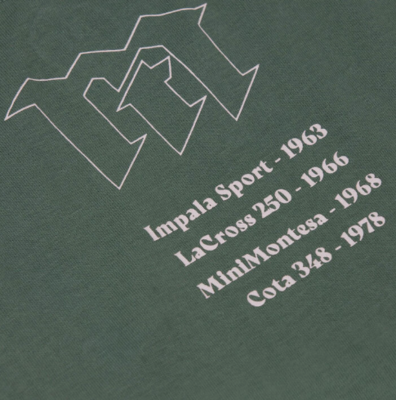 Impala Sport - 1963
LaCross 250 - 1966
MiniMontesa - 1968
Cota 348 - 1978